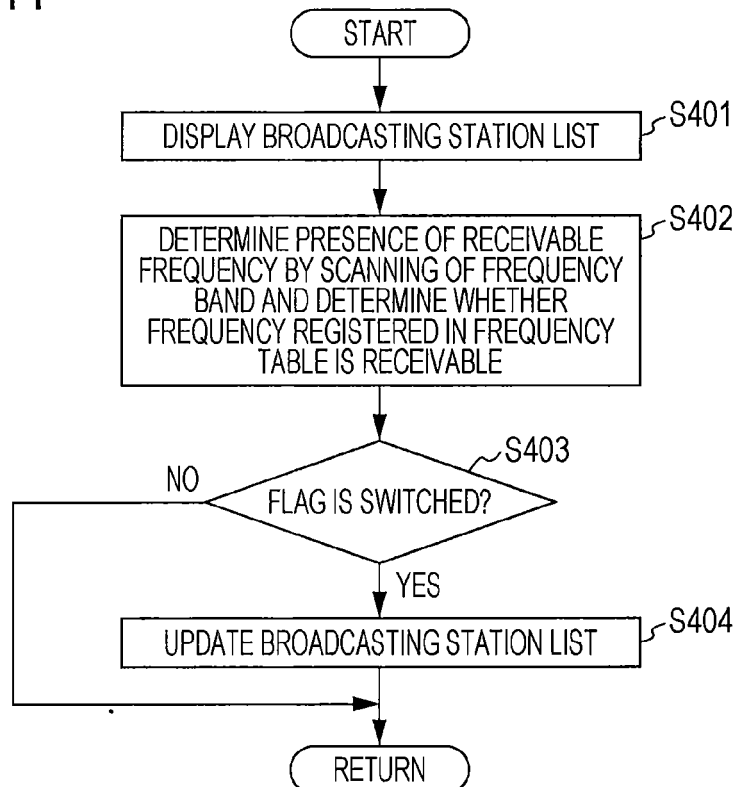 START
DISPLAY BROADCASTING STATION LIST
S401
DETERMINE PRESENCE OF RECEIVABLE
FREQUENCY BY SCANNING OF FREQUENCY
BAND AND DETERMINE WHETHER
FREQUENCY REGISTERED IN FREQUENCY
TABLE IS RECEIVABLE
S402
FLAG IS SWITCHED?
S403
NO
YES
UPDATE BROADCASTING STATION LIST
S404
RETURN